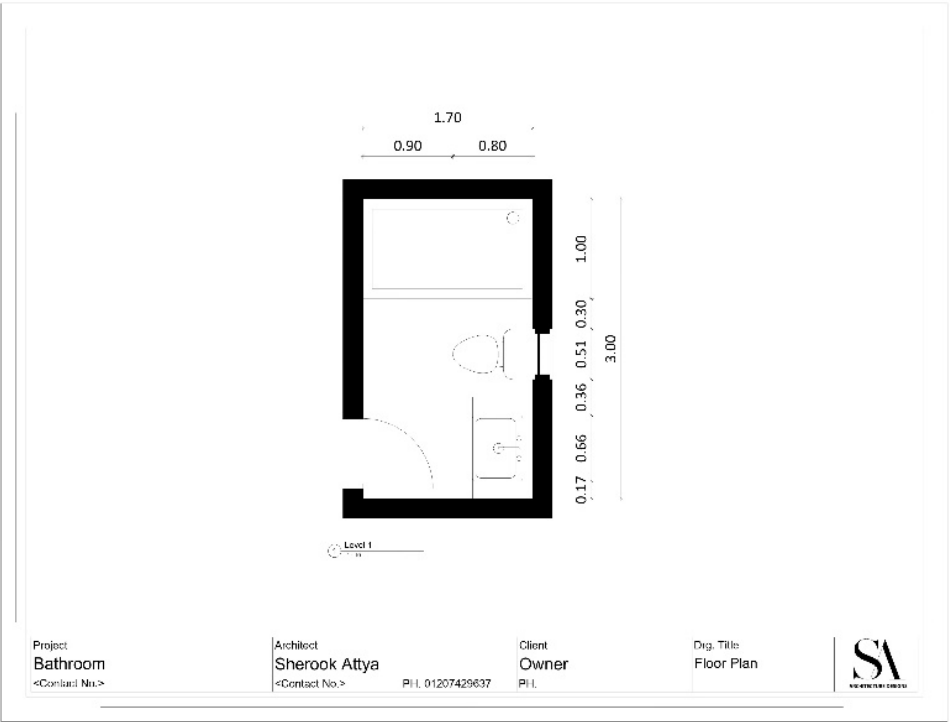 1.70
0.90 0.80
1.00
0.30
0.51
3.00
0.36
0.66
0.17
Level 1
Project
Bathroom
<Contact No.>
Architect
Sherook Attya
<Contact No.> PH. 01207429637
Client
Owner
PH.
Drg. Title
Floor Plan
SA
ARCHITECTURE DESIGNS